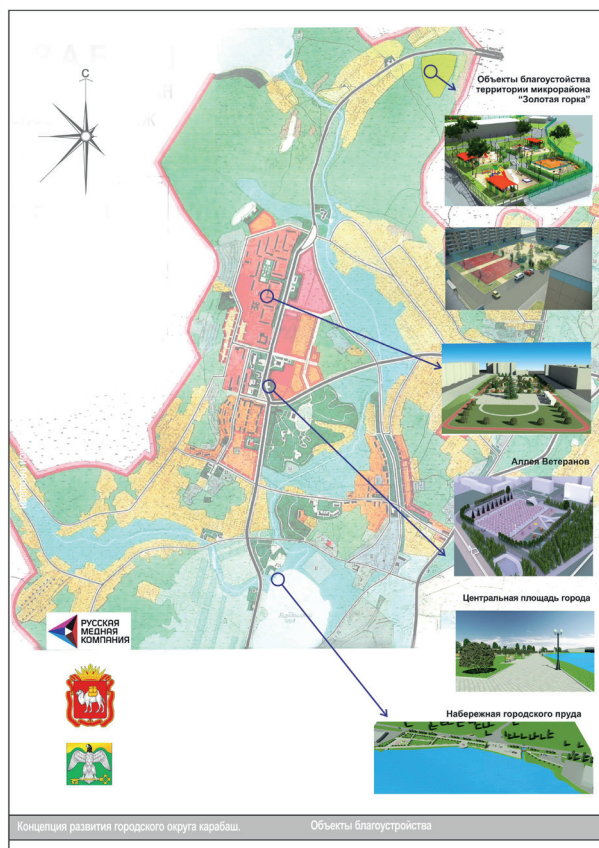 С
Объекты благоустойства
территории микрорайона
“Золотая горка”
Аллея Ветеранов
Центральная площадь города
РУССКАЯ
МЕДНАЯ
КОМПАНИЯ
Набережная городского пруда
Концепция развития городского округа карабаш.
Объекты благоустройства